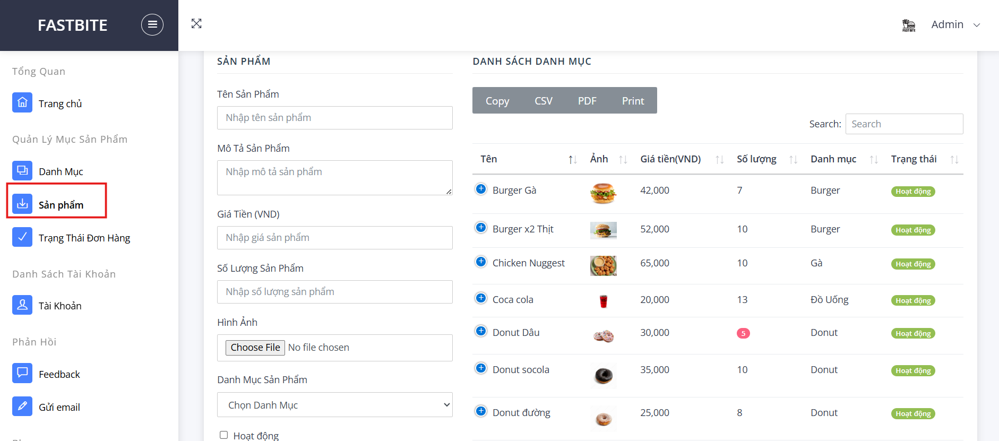 FASTBITE
FAST BITE
Admin
Tổng Quan
Trang chủ
Quản Lý Mục Sản Phẩm
Danh Mục
Sản phẩm
Trạng Thái Đơn Hàng
Danh Sách Tài Khoản
Tài Khoản
Phản Hồi
Feedback
Gửi email
SẢN PHẨM
Tên Sản Phẩm
Nhập tên sản phẩm
Mô Tả Sản Phẩm
Nhập mô tả sản phẩm
Giá Tiền (VND)
Nhập giá sản phẩm
Số Lượng Sản Phẩm
Nhập số lượng sản phẩm
Hình Ảnh
Choose File No file chosen
Danh Mục Sản Phẩm
Chọn Danh Mục
Hoạt động
DANH SÁCH DANH MỤC
Copy CSV PDF Print
Search: Search
Tên Ảnh Giá tiền(VND) Số lượng Danh mục Trạng thái
Burger Gà 42,000 7 Burger Hoạt động
Burger x2 Thịt 52,000 10 Burger Hoạt động
Chicken Nuggest 65,000 10 Gà Hoạt động
Coca cola 20,000 13 Đồ Uống Hoạt động
Donut Dâu 30,000 5 Donut Hoạt động
Donut socola 35,000 10 Donut Hoạt động
Donut đường 25,000 8 Donut Hoạt động